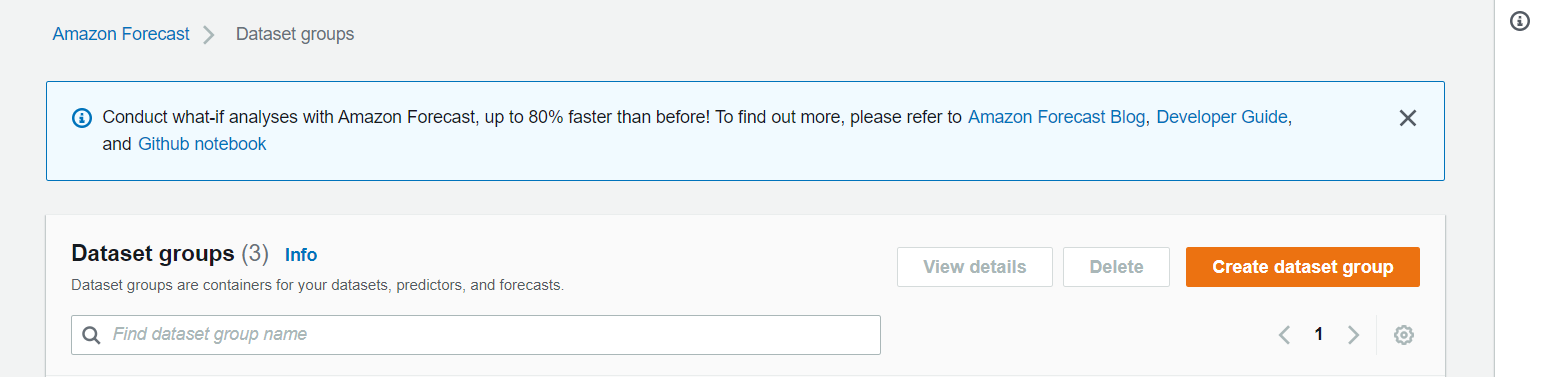 Amazon Forecast Dataset groups
Conduct what-if analyses with Amazon Forecast, up to 80% faster than before! To find out more, please refer to Amazon Forecast Blog, Developer Guide,
and Github notebook
Dataset groups (3) Info
View details Delete Create dataset group
Dataset groups are containers for your datasets, predictors, and forecasts.
Find dataset group name
1